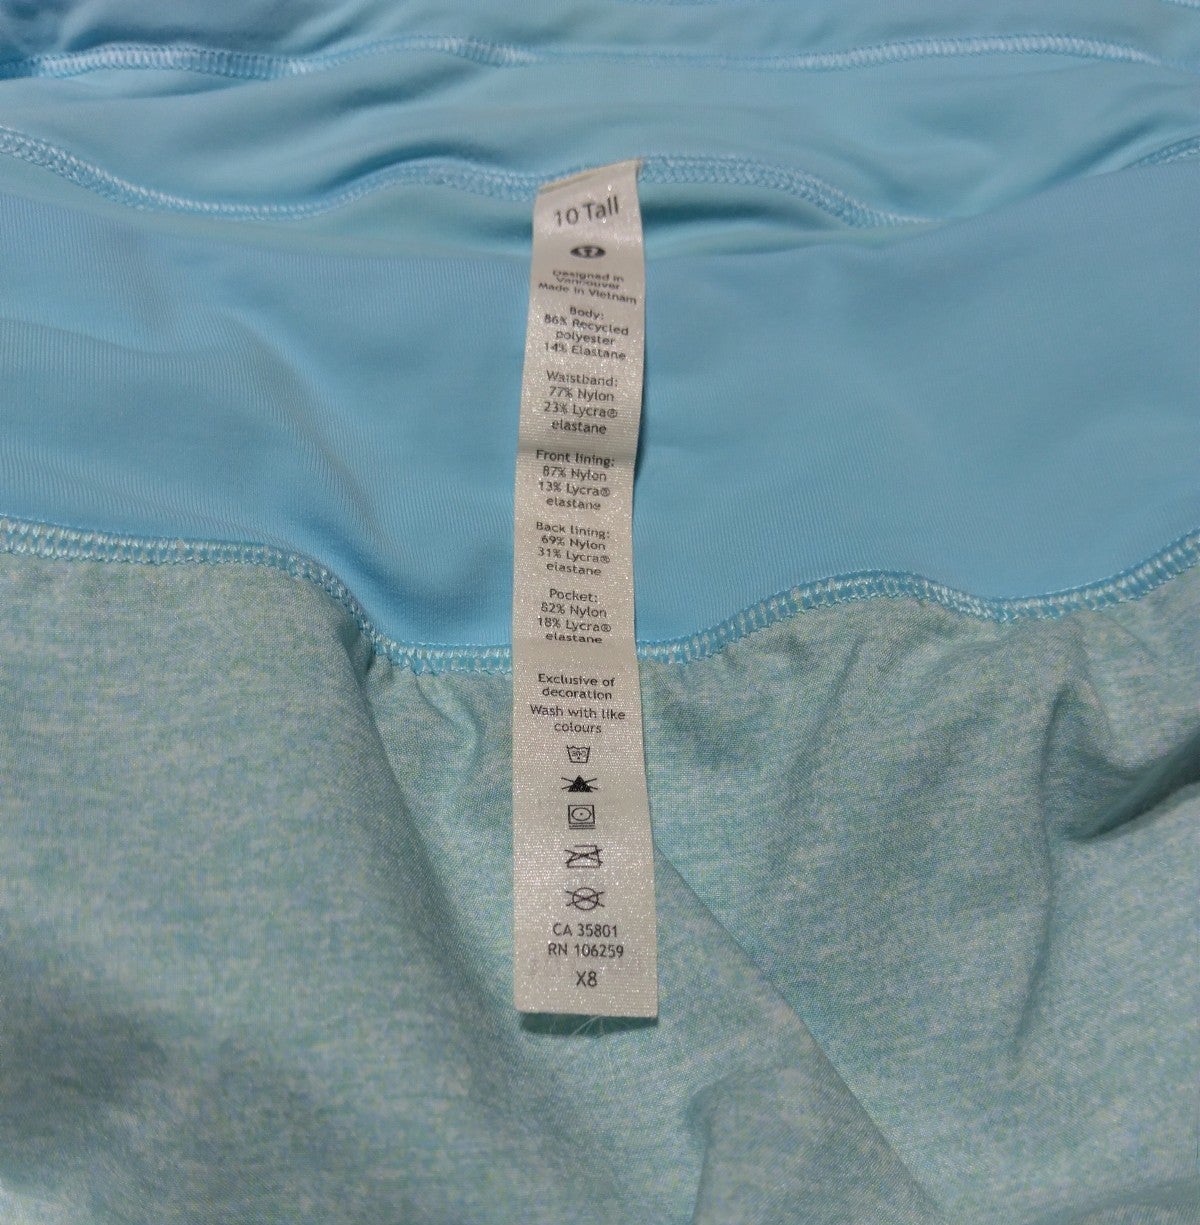 10 Tall
Designed in
Vancouver
Made in Vietnam
Body:
86% Recycled
polyester
14% Elastane
Waistband:
77% Nylon
23% Lycra®
elastane
Front lining:
87% Nylon
13% Lycra®
elastane
Back lining:
69% Nylon
31% Lycra®
elastane
Pocket:
82% Nylon
18% Lycra®
elastane
Exclusive of
decoration
Wash with like
colours
CA 35801
RN 106259
X8